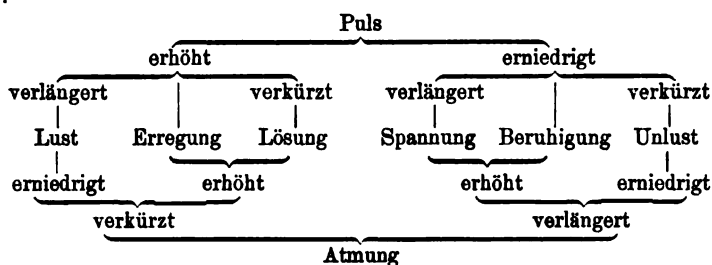 Puls
erhöht erniedrigt
verlängert verkürzt verlängert verkürzt
Lust Erregung Lösung Spannung Beruhigung Unlust
erniedrigt erhöht erhöht erniedrigt
verkürzt verlängert
Atmung